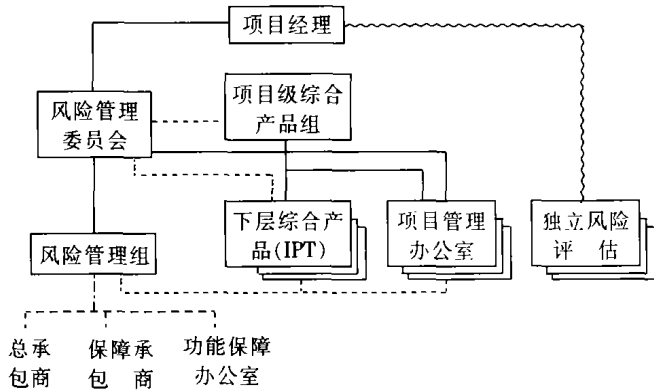 项目经理
风险管理
委员会
项目级综合
产品组
下层综合产
品(IPT)
项目管理
办公室
独立风险
评 估
风险管理组
总承
包商
保障承
包 商
功能保障
办公室